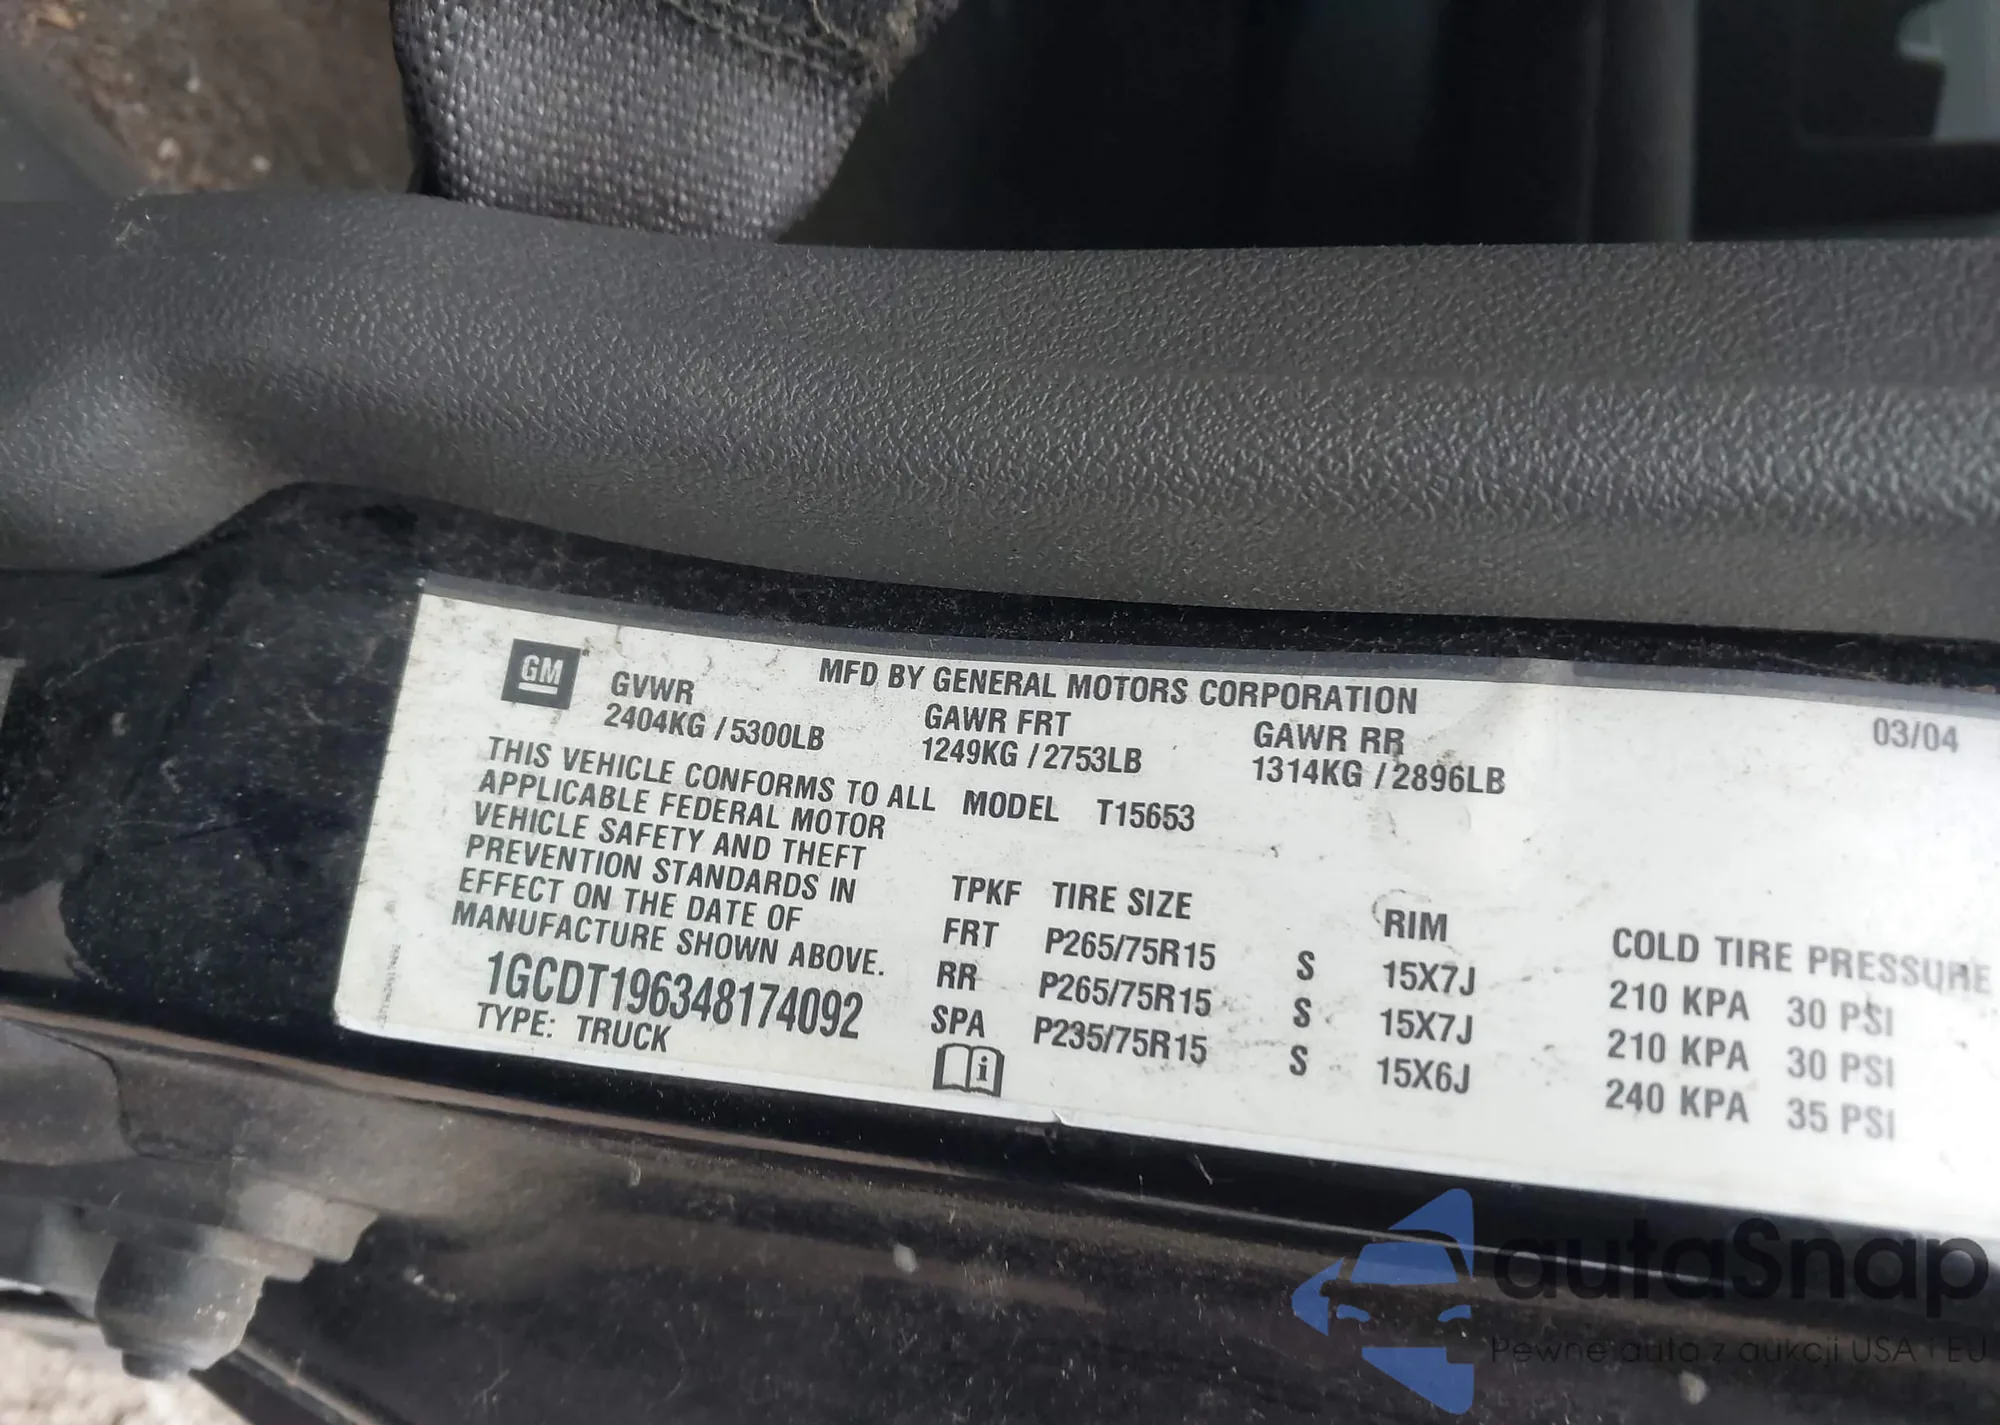 GM
MFD BY GENERAL MOTORS CORPORATION
03/04
GVWR GAWR FRT GAWR RR
2404KG / 5300LB 1249KG / 2753LB 1314KG / 2896LB
THIS VEHICLE CONFORMS TO ALL
APPLICABLE FEDERAL MOTOR
VEHICLE SAFETY AND THEFT
PREVENTION STANDARDS IN
EFFECT ON THE DATE OF
MANUFACTURE SHOWN ABOVE.
1GCDT196348174092
TYPE: TRUCK
MODEL T15653
TPKF TIRE SIZE RIM COLD TIRE PRESSURE
FRT P265/75R15 S 15X7J 210 KPA 30 PSI
RR P265/75R15 S 15X7J 210 KPA 30 PSI
SPA P235/75R15 S 15X6J 240 KPA 35 PSI
i
autaSnap
Pewne auta z aukcji USA i EU